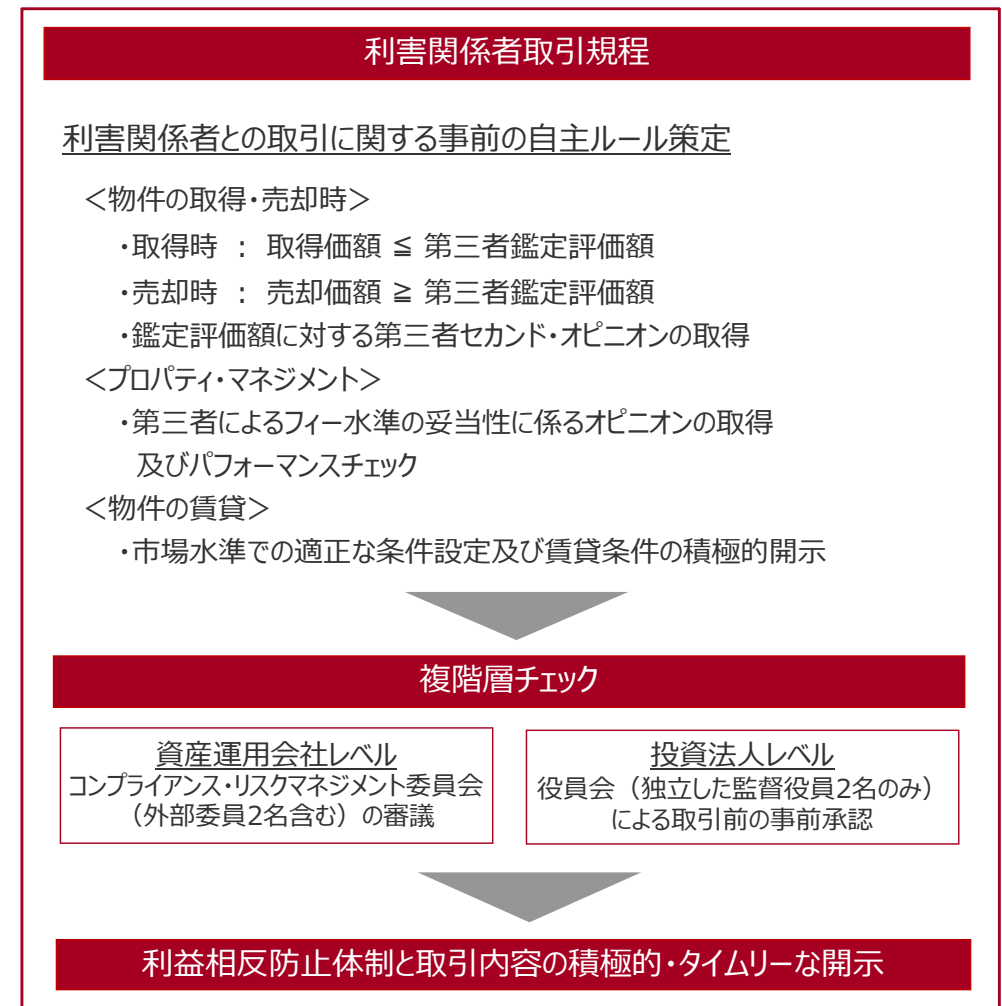 利害関係者取引規程
利害関係者との取引に関する事前の自主ルール策定
＜物件の取得・売却時＞
・取得時 ： 取得価額 ≦ 第三者鑑定評価額
・売却時 ： 売却価額 ≧ 第三者鑑定評価額
・鑑定評価額に対する第三者セカンド・オピニオンの取得
＜プロパティ・マネジメント＞
・第三者によるフィー水準の妥当性に係るオピニオンの取得
及びパフォーマンスチェック
＜物件の賃貸＞
・市場水準での適正な条件設定及び賃貸条件の積極的開示
複階層チェック
資産運用会社レベル
コンプライアンス・リスクマネジメント委員会
（外部委員2名含む）の審議
投資法人レベル
役員会（独立した監督役員2名のみ）
による取引前の事前承認
利益相反防止体制と取引内容の積極的・タイムリーな開示